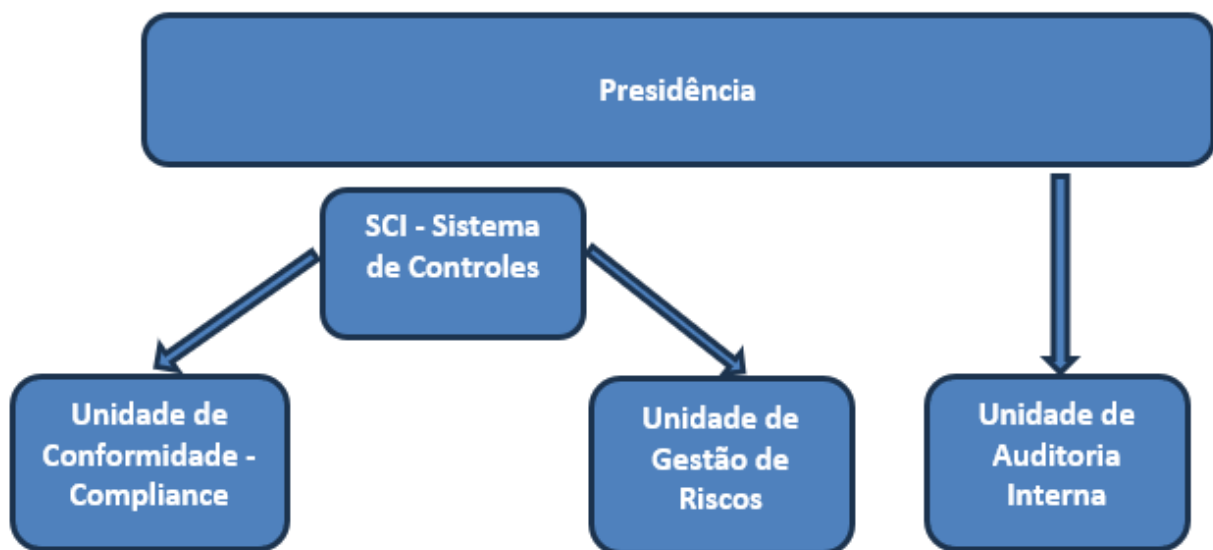 Presidência
SCI - Sistema
de Controles
Unidade de
Conformidade -
Compliance
Unidade de
Gestão de
Riscos
Unidade de
Auditoria
Interna